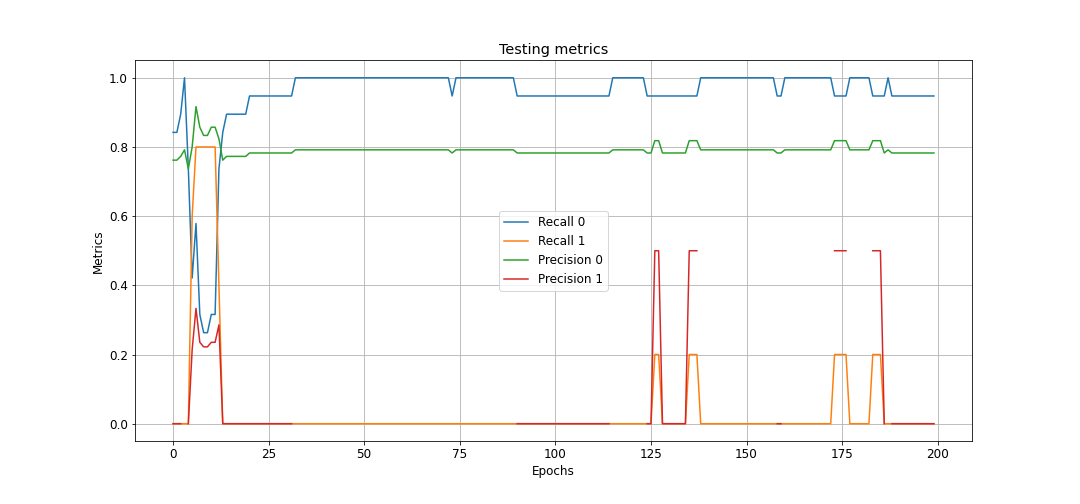 Testing metrics
Metrics
1.0
0.8
0.6
0.4
0.2
0.0
Recall 0
Recall 1
Precision 0
Precision 1
0 25 50 75 100 125 150 175 200
Epochs